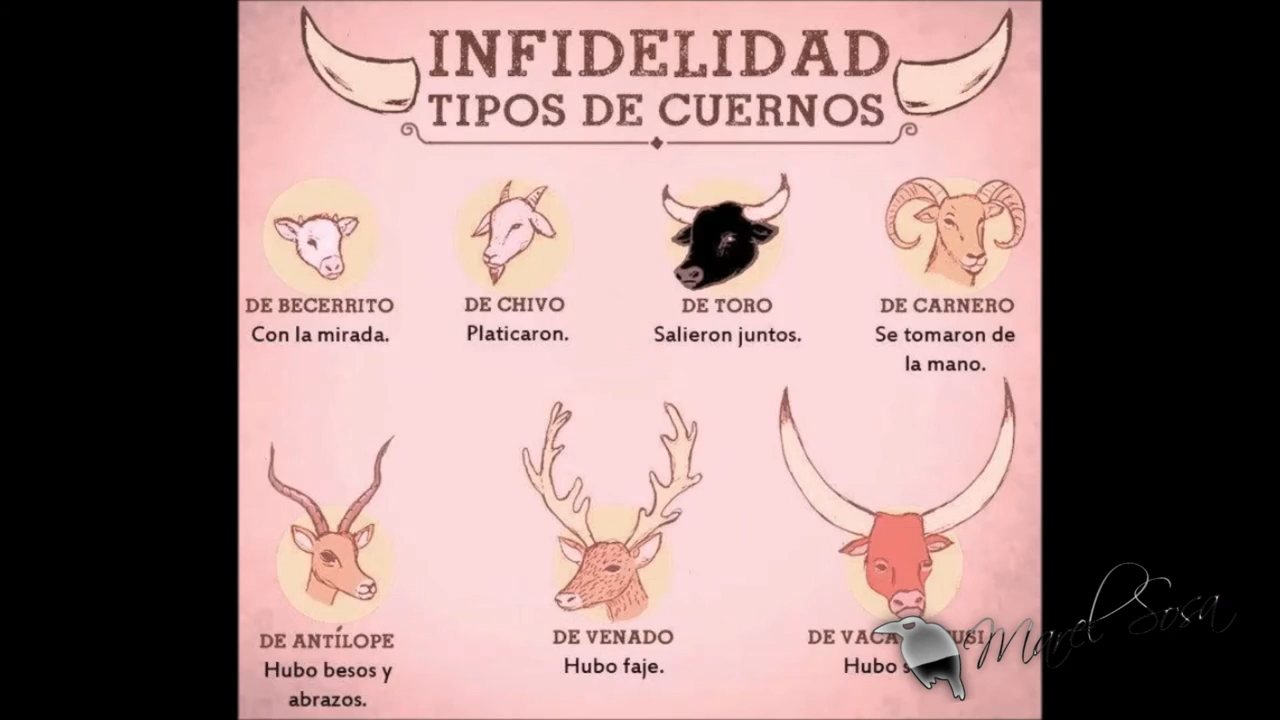 INFIDELIDAD
TIPOS DE CUERNOS
DE BECERRITO
Con la mirada.
DE CHIVO
Platicaron.
DE TORO
Salieron juntos.
DE CARNERO
Se tomaron de
la mano.
DE ANTÍLOPE
Hubo besos y
abrazos.
DE VENADO
Hubo faje.
DE VACA
Hubo
Marel Sosa